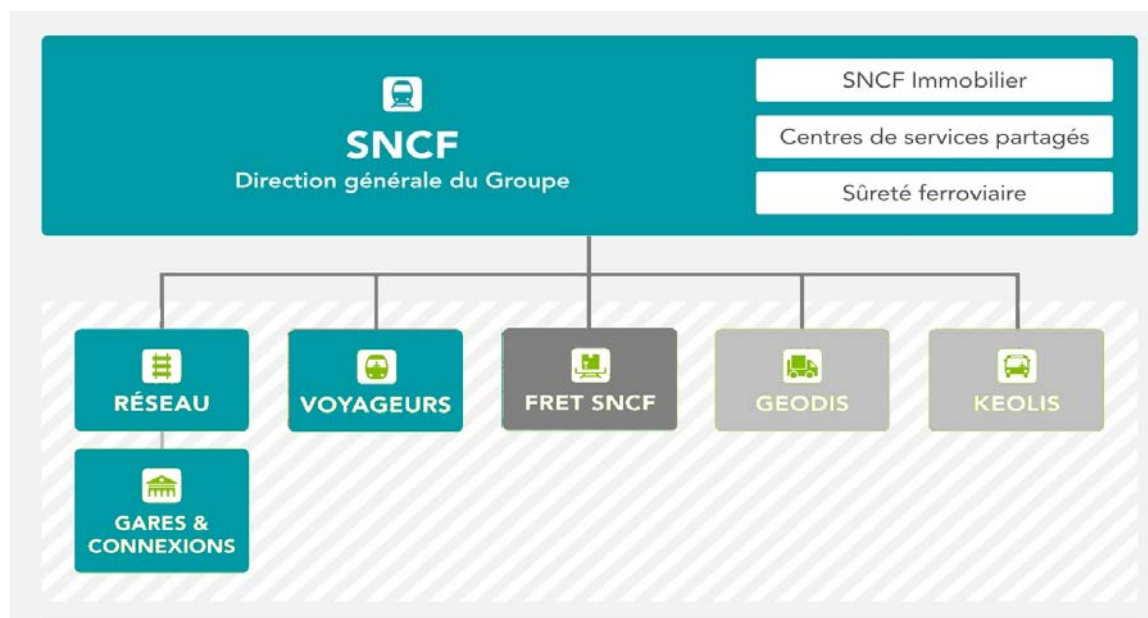 SNCF
Direction générale du Groupe
SNCF Immobilier
Centres de services partagés
Sûreté ferroviaire
RÉSEAU
VOYAGEURS
FRET SNCF
GEODIS
KEOLIS
GARES &
CONNEXIONS